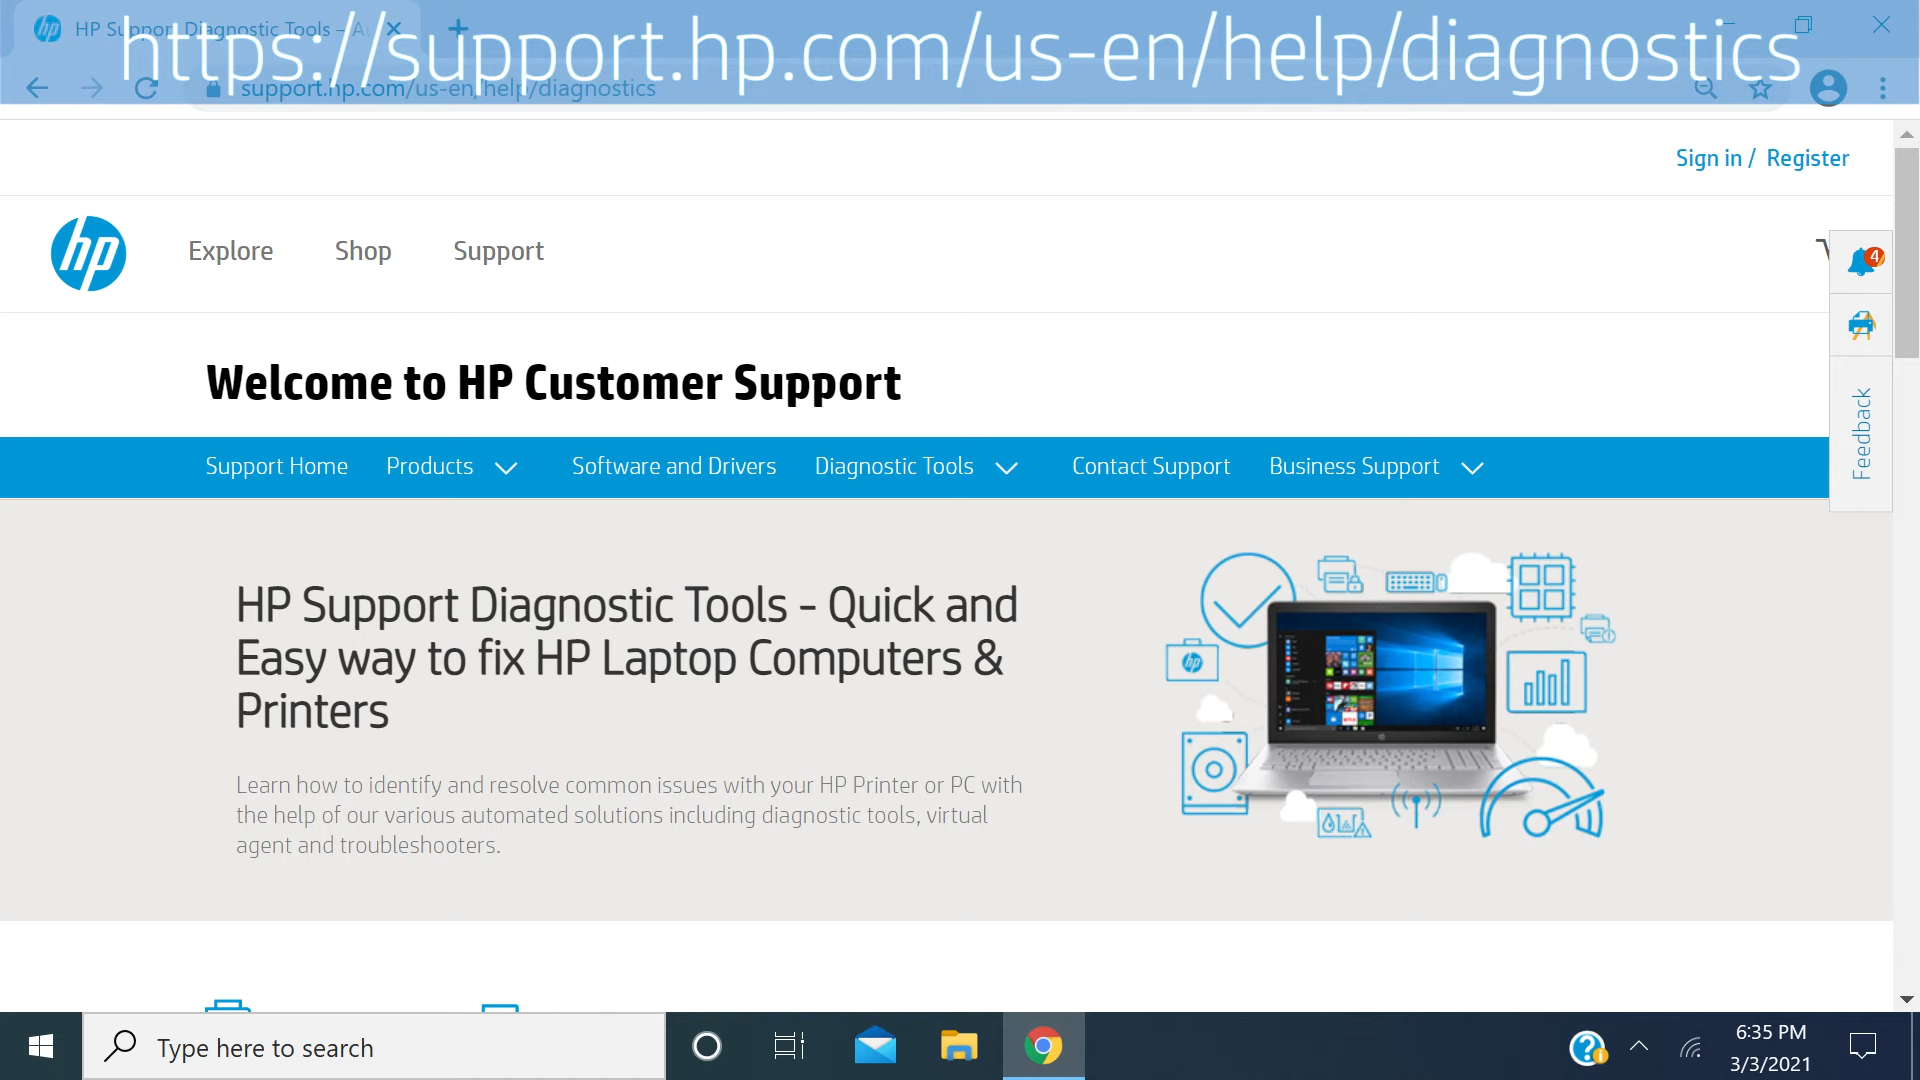 HP Support Diagnostic Tools – A
https://support.hp.com/us-en/help/diagnostics
support.hp.com/us-en/help/diagnostics
Sign in / Register
hp
Explore Shop Support
4
Welcome to HP Customer Support
Feedback
Support Home Products Software and Drivers Diagnostic Tools Contact Support Business Support
HP Support Diagnostic Tools - Quick and
Easy way to fix HP Laptop Computers &
Printers
hp
Learn how to identify and resolve common issues with your HP Printer or PC with
the help of our various automated solutions including diagnostic tools, virtual
agent and troubleshooters.
Type here to search
6:35 PM
3/3/2021